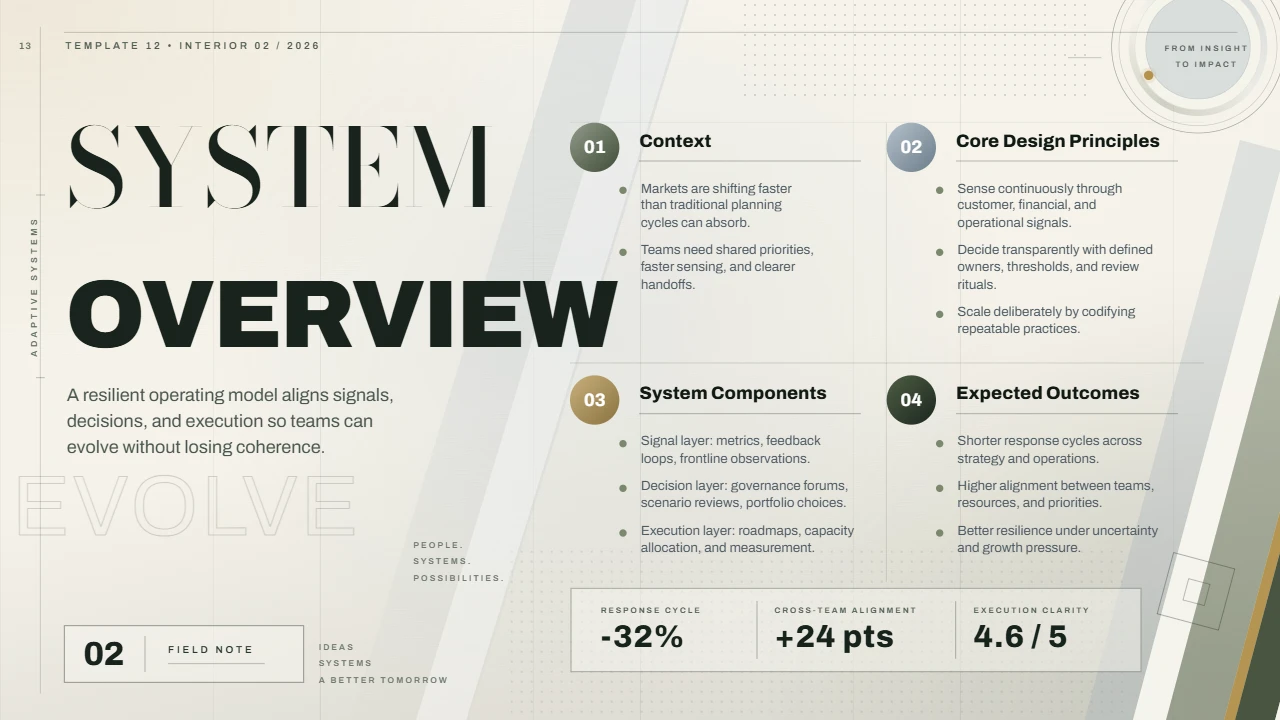 13
TEMPLATE 12 • INTERIOR 02 / 2026
FROM INSIGHT
TO IMPACT
ADAPTIVE SYSTEMS
SYSTEM
OVERVIEW
A resilient operating model aligns signals,
decisions, and execution so teams can
evolve without losing coherence.
EVOLVE
PEOPLE.
SYSTEMS.
POSSIBILITIES.
02
FIELD NOTE
IDEAS
SYSTEMS
A BETTER TOMORROW
01
Context
Markets are shifting faster
than traditional planning
cycles can absorb.
Teams need shared priorities,
faster sensing, and clearer
handoffs.
02
Core Design Principles
Sense continuously through
customer, financial, and
operational signals.
Decide transparently with defined
owners, thresholds, and review
rituals.
Scale deliberately by codifying
repeatable practices.
03
System Components
Signal layer: metrics, feedback
loops, frontline observations.
Decision layer: governance forums,
scenario reviews, portfolio choices.
Execution layer: roadmaps, capacity
allocation, and measurement.
04
Expected Outcomes
Shorter response cycles across
strategy and operations.
Higher alignment between teams,
resources, and priorities.
Better resilience under uncertainty
and growth pressure.
RESPONSE CYCLE
-32%
CROSS-TEAM ALIGNMENT
+24 pts
EXECUTION CLARITY
4.6 / 5